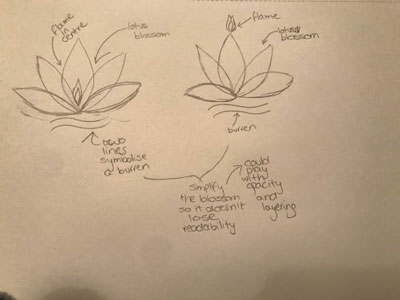 flame
in
centre
lotus
blossom
two
lines
symbolise
a burren
flame
lotus
blossom
burren
simplify
the blossom
so it doesn't
lose
readability
could
play
with
opacity
and
layering